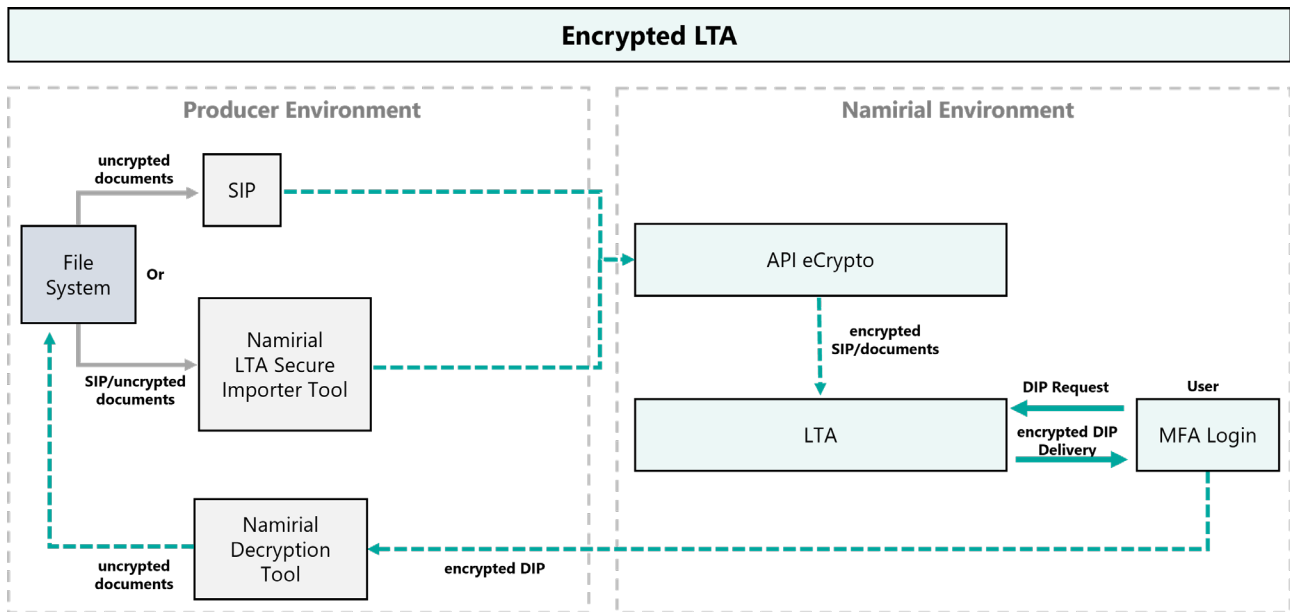 Encrypted LTA
Producer Environment
Namirial Environment
uncrypted
documents
SIP
File
System
Or
Namirial
LTA Secure
Importer Tool
SIP/uncrypted
documents
API eCrypto
encrypted
SIP/documents
DIP Request
User
LTA
encrypted DIP
Delivery
MFA Login
Namirial
Decryption
Tool
uncrypted
documents
encrypted DIP